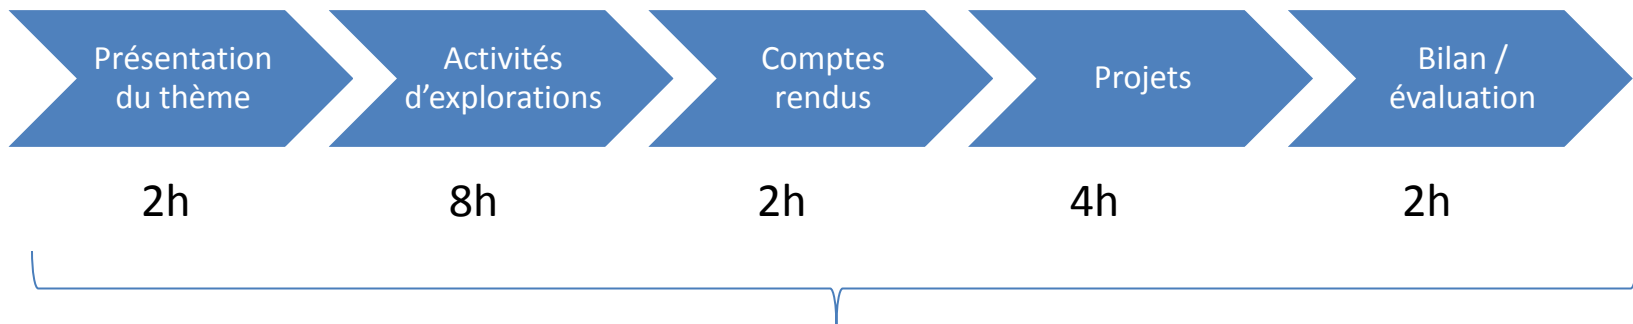 Présentation
du thème
Activités
d'explorations
Comptes
rendus
Projets
Bilan /
évaluation
2h
8h
2h
4h
2h